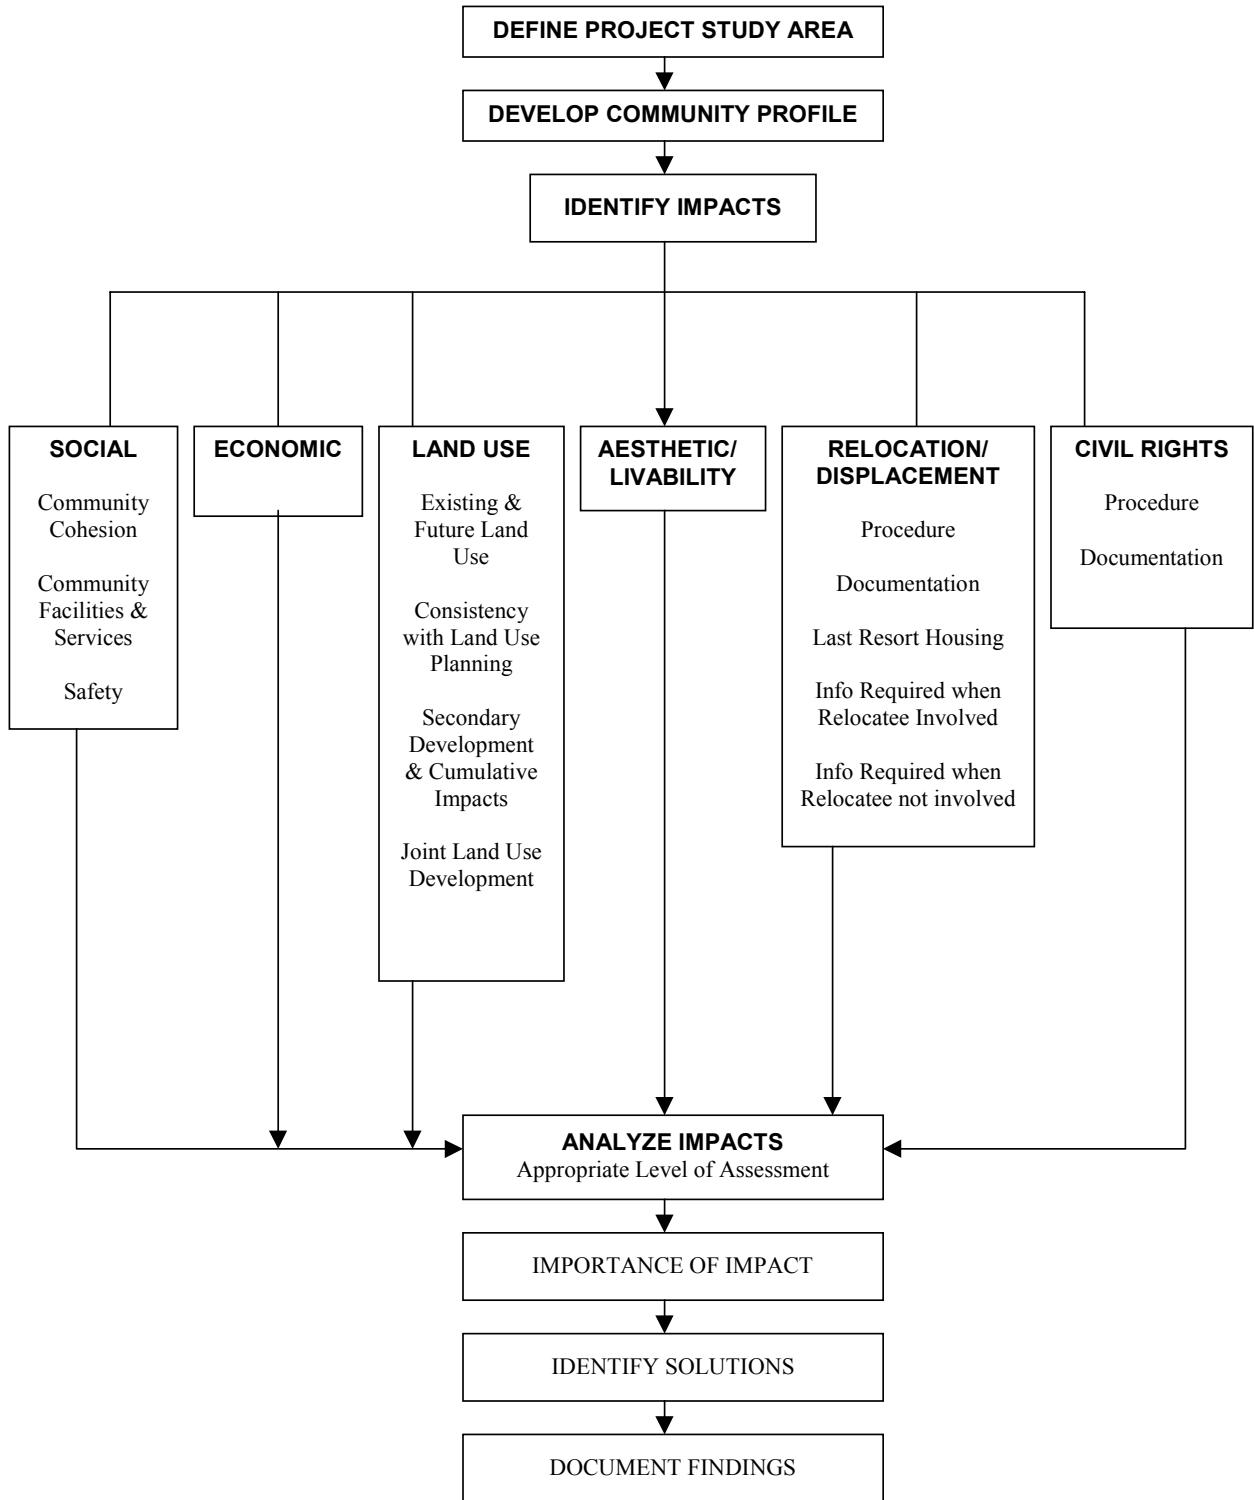 DEFINE PROJECT STUDY AREA
DEVELOP COMMUNITY PROFILE
IDENTIFY IMPACTS
SOCIAL
Community
Cohesion
Community
Facilities &
Services
Safety
ECONOMIC
LAND USE
Existing &
Future Land
Use
Consistency
with Land Use
Planning
Secondary
Development
& Cumulative
Impacts
Joint Land Use
Development
AESTHETIC/
LIVABILITY
RELOCATION/
DISPLACEMENT
Procedure
Documentation
Last Resort Housing
Info Required when
Relocatee Involved
Info Required when
Relocatee not involved
CIVIL RIGHTS
Procedure
Documentation
ANALYZE IMPACTS
Appropriate Level of Assessment
IMPORTANCE OF IMPACT
IDENTIFY SOLUTIONS
DOCUMENT FINDINGS